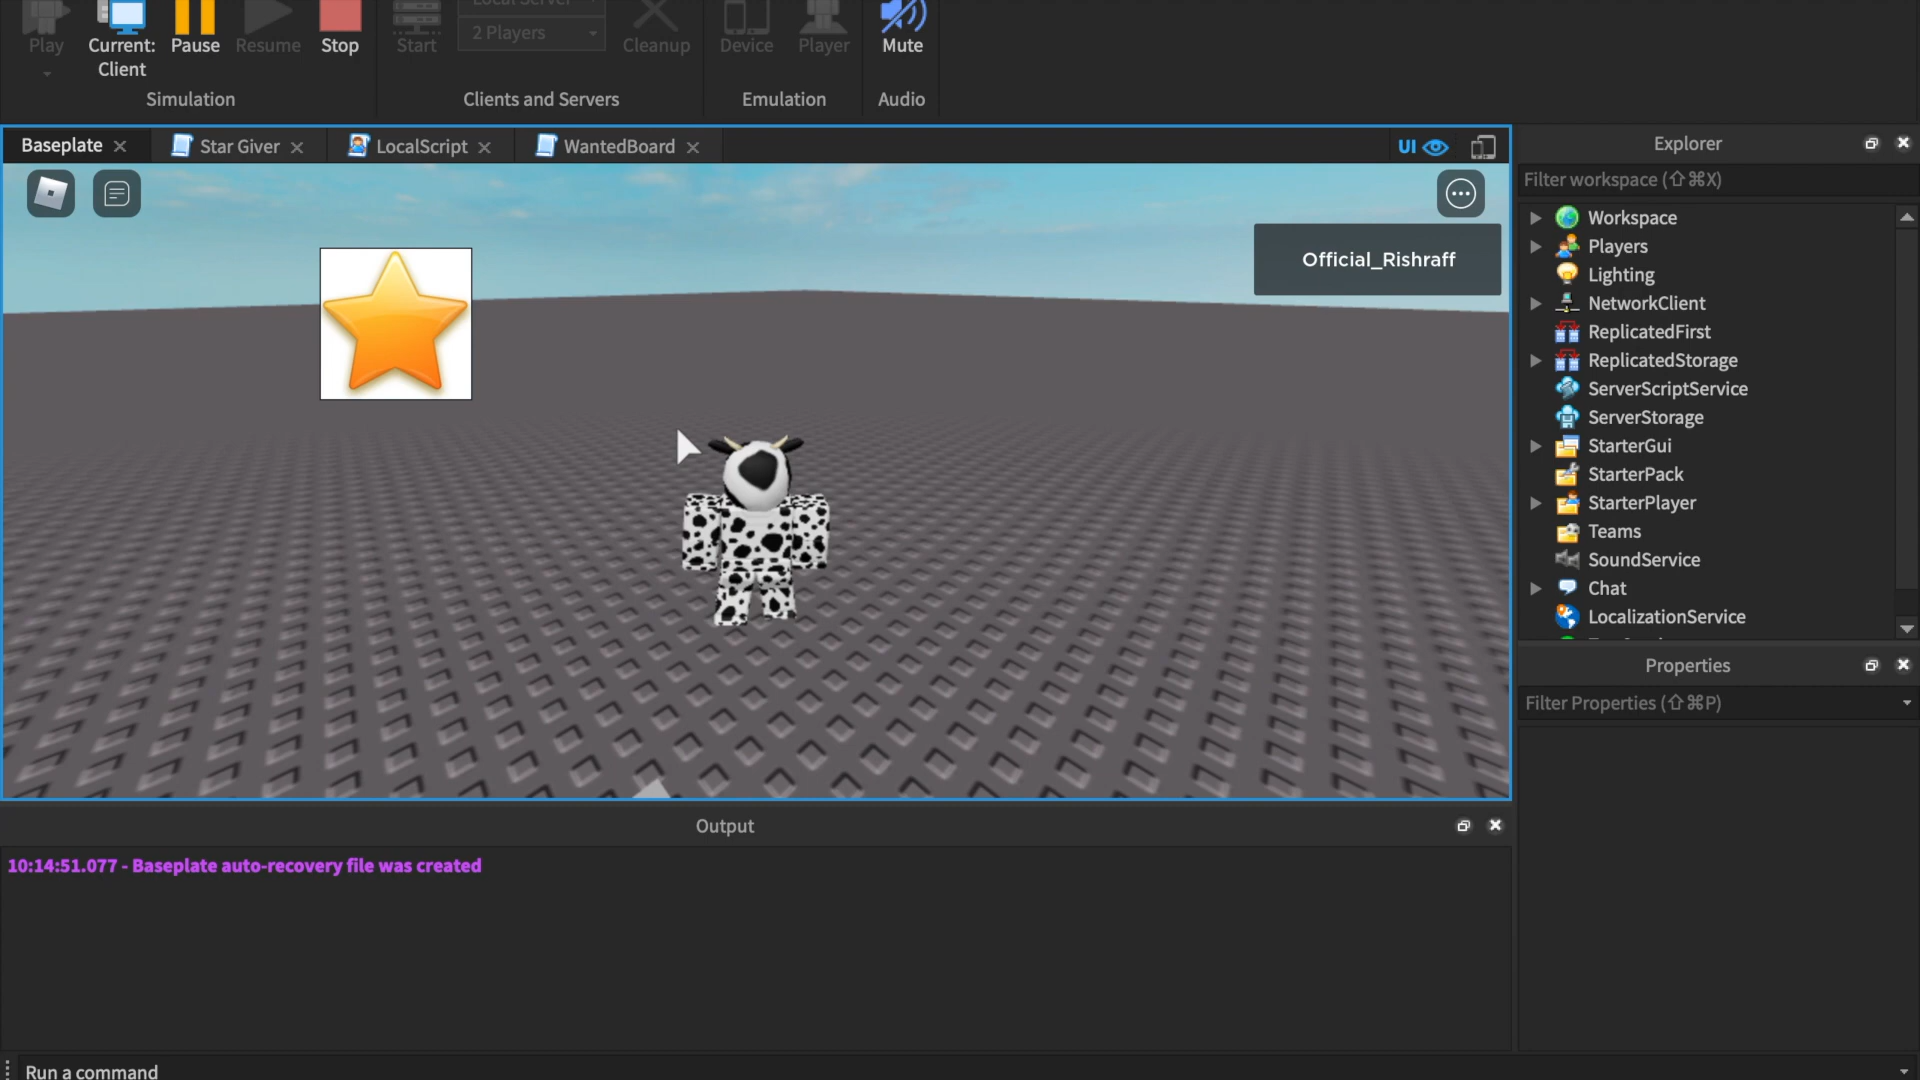 Local Server
Play
Current:
Client
Pause
Resume
Stop
Start
2 Players
Cleanup
Device
Player
Mute
Simulation
Clients and Servers
Emulation
Audio
Baseplate
Star Giver
LocalScript
WantedBoard
UI
Official_Rishraff
Explorer
Filter workspace (⇧⌘X)
Workspace
Players
Lighting
NetworkClient
ReplicatedFirst
ReplicatedStorage
ServerScriptService
ServerStorage
StarterGui
StarterPack
StarterPlayer
Teams
SoundService
Chat
LocalizationService
Properties
Filter Properties (⇧⌘P)
Output
10:14:51.077 - Baseplate auto-recovery file was created
Run a command